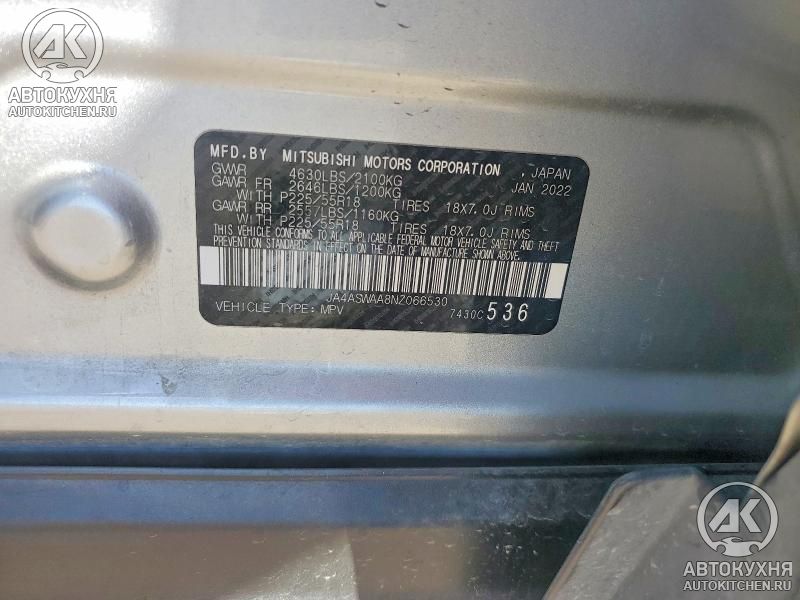 АК
АВТОКУХНЯ
AUTOKITCHEN.RU
MFD.BY MITSUBISHI MOTORS CORPORATION , JAPAN
GVWR 4630LBS/2100KG JAN 2022
GAWR FR 2646LBS/1200KG
WITH P225/55R18 TIRES 18X7.0J RIMS
GAWR RR 2557LBS/1160KG
WITH P225/55R18 TIRES 18X7.0J RIMS
THIS VEHICLE CONFORMS TO ALL APPLICABLE FEDERAL MOTOR VEHICLE SAFETY AND THEFT
PREVENTION STANDARDS IN EFFECT ON THE DATE OF MANUFACTURE SHOWN ABOVE.
JA4ASWAA8NZ066530
VEHICLE TYPE: MPV 7430C 536
АК
АВТОКУХНЯ
AUTOKITCHEN.RU